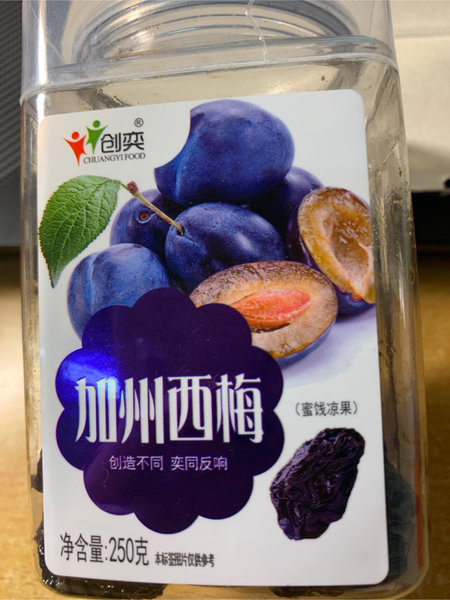 创奕®
CHUANGYI FOOD
加州西梅
(蜜饯凉果)
创造不同 奕同反响
净含量:250克
本标签图片仅供参考